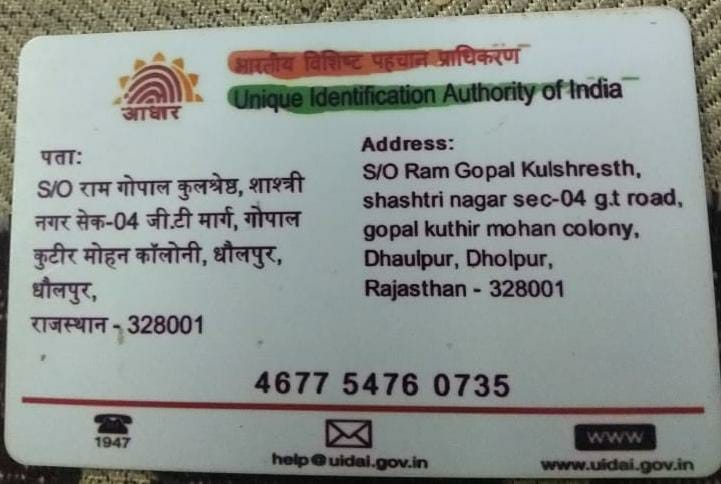 आधार
भारतीय विशिष्ट पहचान प्राधिकरण
Unique Identification Authority of India
पता:
S/O राम गोपाल कुलश्रेष्ठ, शाश्त्री
नगर सेक-04 जी.टी मार्ग, गोपाल
कुटीर मोहन कॉलोनी, धौलपुर,
धौलपुर,
राजस्थान - 328001
Address:
S/O Ram Gopal Kulshresth,
shashtri nagar sec-04 g.t road,
gopal kuthir mohan colony,
Dhaulpur, Dholpur,
Rajasthan - 328001
4677 5476 0735
1947
help@uidai.gov.in
WWW
www.uidai.gov.in